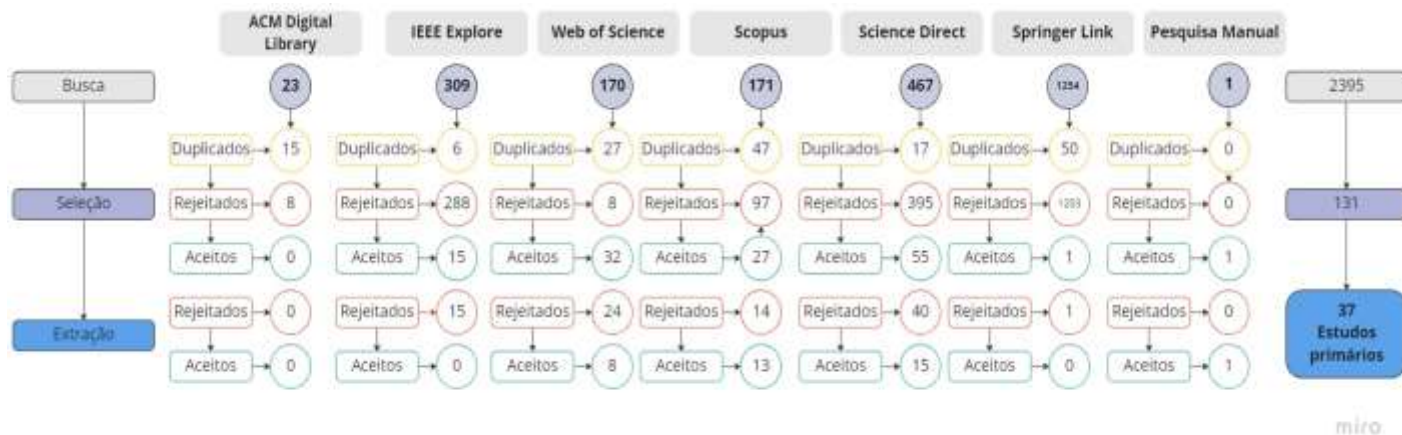 ACM Digital
Library
IEEE Explore
Web of Science
Scopus
Science Direct
Springer Link
Pesquisa Manual
Busca
23
309
170
171
467
1254
1
2395
Duplicados
15
Duplicados
6
Duplicados
27
Duplicados
47
Duplicados
17
Duplicados
50
Duplicados
0
Seleção
Rejeitados
8
Rejeitados
288
Rejeitados
8
Rejeitados
97
Rejeitados
395
Rejeitados
1203
Rejeitados
0
131
Aceitos
0
Aceitos
15
Aceitos
32
Aceitos
27
Aceitos
55
Aceitos
1
Aceitos
1
Extração
Rejeitados
0
Rejeitados
15
Rejeitados
24
Rejeitados
14
Rejeitados
40
Rejeitados
1
Rejeitados
0
37
Estudos
primários
Aceitos
0
Aceitos
0
Aceitos
8
Aceitos
13
Aceitos
15
Aceitos
0
Aceitos
1
miro